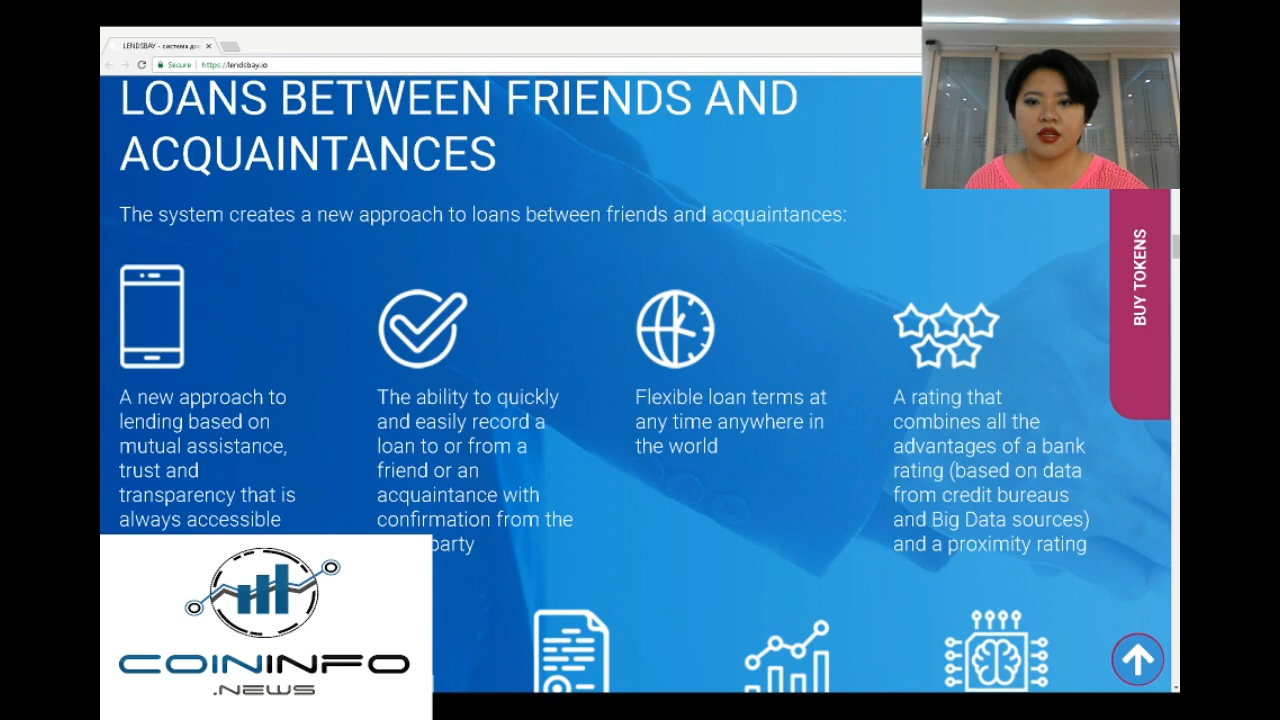 LENDSBAY - система до
Secure
https://lendsbay.io
LOANS BETWEEN FRIENDS AND
ACQUAINTANCES
The system creates a new approach to loans between friends and acquaintances:
BUY TOKENS
A new approach to
lending based on
mutual assistance,
trust and
transparency that is
always accessible
The ability to quickly
and easily record a
loan to or from a
friend or an
acquaintance with
confirmation from the
party
Flexible loan terms at
any time anywhere in
the world
A rating that
combines all the
advantages of a bank
rating (based on data
from credit bureaus
and Big Data sources)
and a proximity rating
COININFO
.NEWS